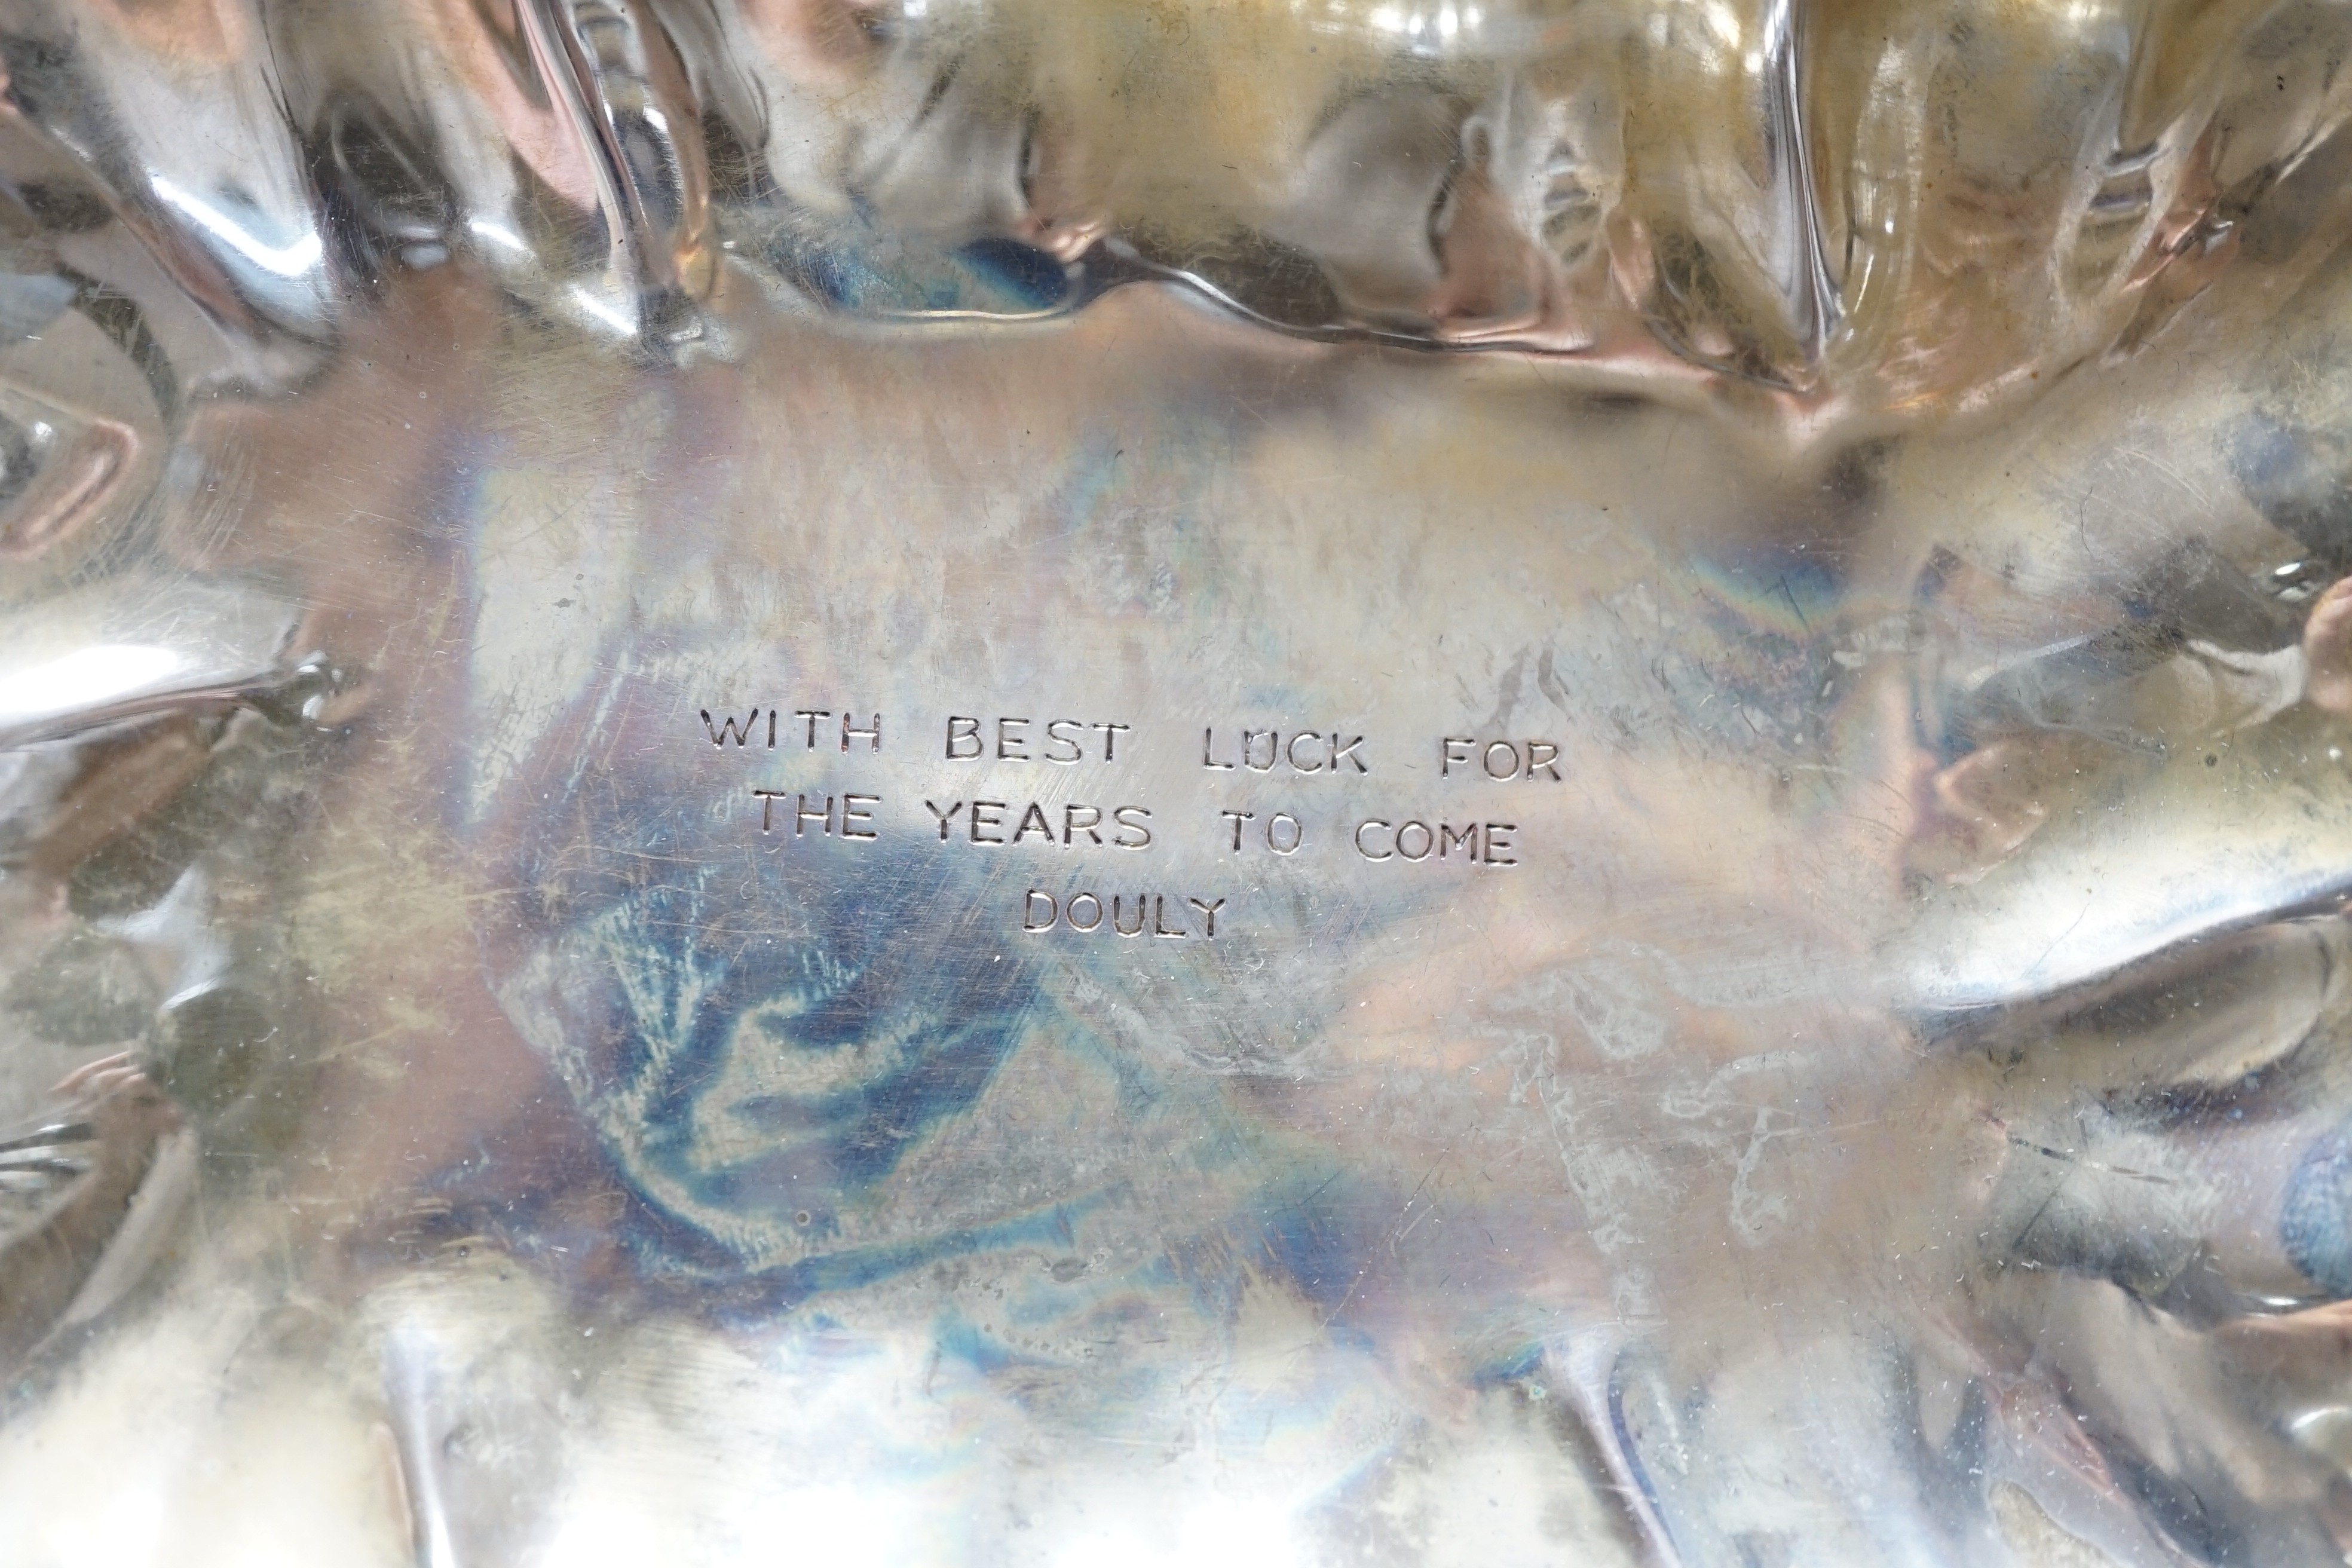 WITH BEST LUCK FOR
THE YEARS TO COME
DOULY